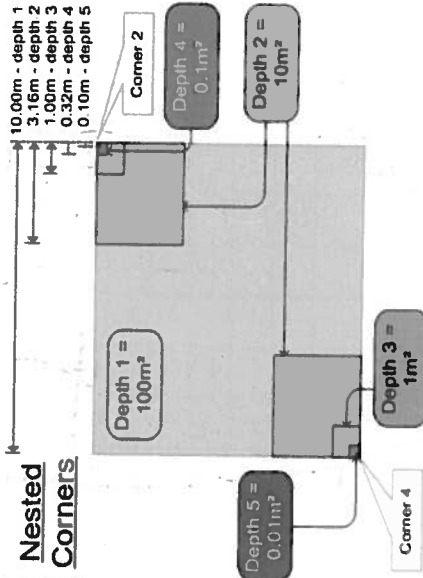 Nested
Corners
10.00m - depth 1
3.16m - depth 2
1.00m - depth 3
0.32m - depth 4
0.10m - depth 5
Corner 2
Depth 4 =
0.1m²
Depth 1 =
100m²
Depth 2 =
10m²
Depth 5 =
0.01m²
Depth 3 =
1m²
Corner 4